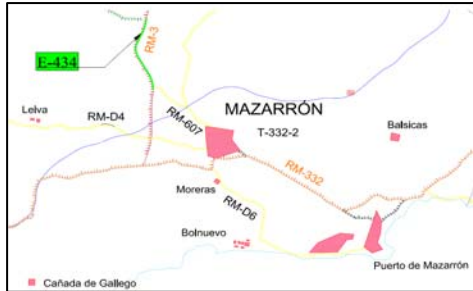 RM-3
E-434
MAZARRÓN
Leiva
RM-D4
RM-607
T-332-2
Balsicas
RM-332
Moreras
RM-D6
Bolnuevo
Puerto de Mazarrón
Cañada de Gallego